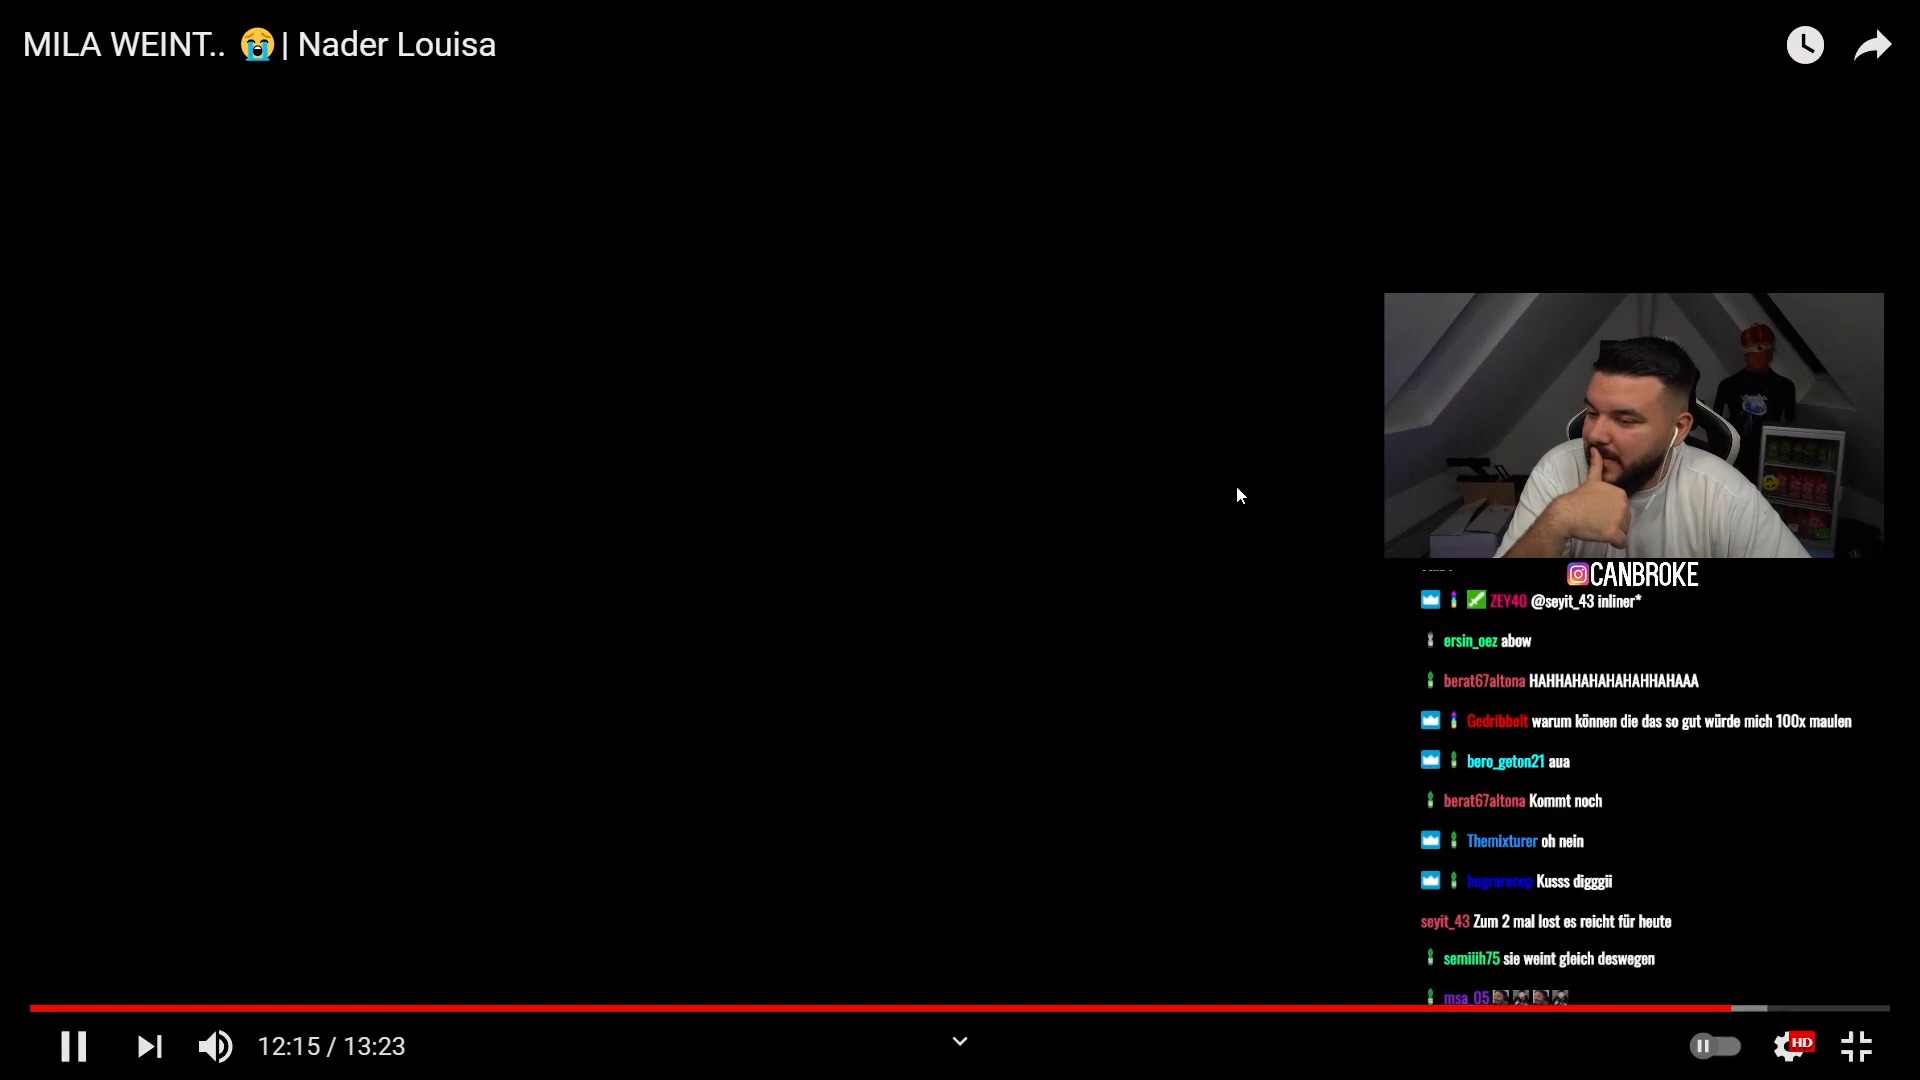 MILA WEINT.. 😭| Nader Louisa
CANBROKE
ZEY40 @seyit_43 inliner*
ersin_oez abow
berat67altona HAHHAHAHAHAHAHHAHAAA
Gedribbelt warum können die das so gut würde mich 100x maulen
bero_geton21 aua
berat67altona Kommt noch
Themixturer oh nein
bugrarecep Kusss digggii
seyit_43 Zum 2 mal lost es reicht für heute
semiiih75 sie weint gleich deswegen
msa_05
12:15 / 13:23
HD